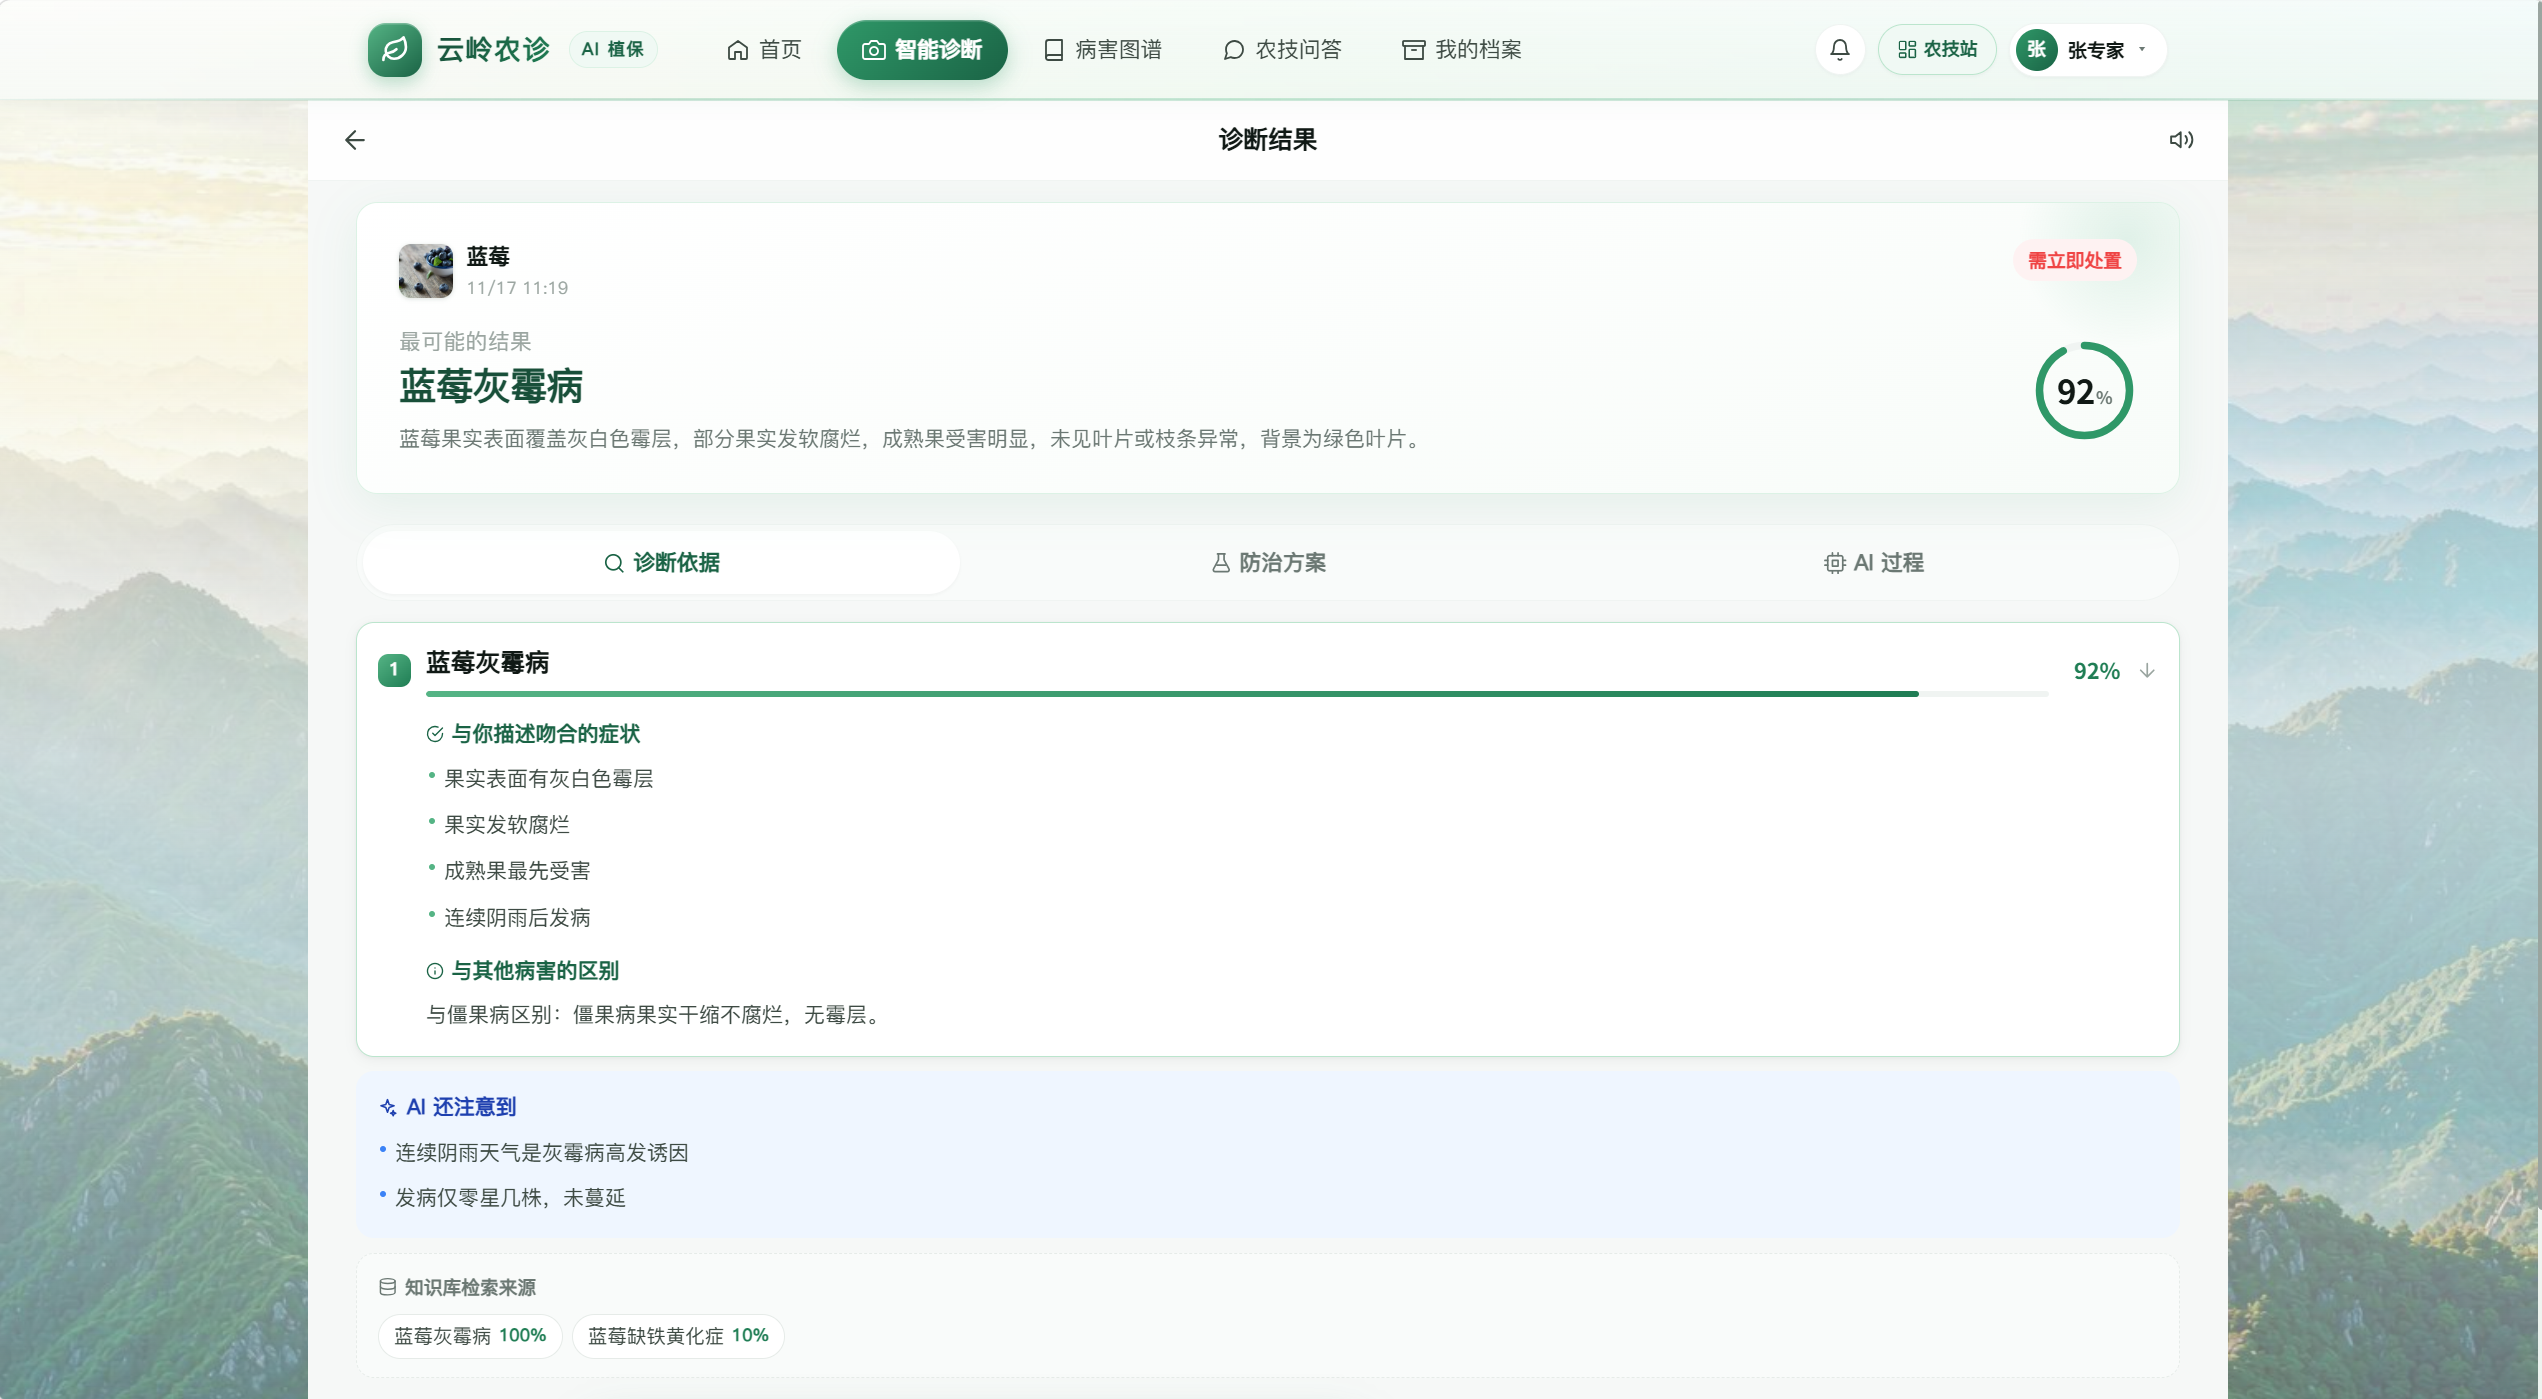 云岭农诊
AI 植保
首页
智能诊断
病害图谱
农技问答
我的档案
农技站
张
张专家
诊断结果
蓝莓
11/17 11:19
需立即处置
最可能的结果
蓝莓灰霉病
92%
蓝莓果实表面覆盖灰白色霉层，部分果实发软腐烂，成熟果受害明显，未见叶片或枝条异常，背景为绿色叶片。
诊断依据
防治方案
AI 过程
1
蓝莓灰霉病
92%
与你描述吻合的症状
果实表面有灰白色霉层
果实发软腐烂
成熟果最先受害
连续阴雨后发病
与其他病害的区别
与僵果病区别：僵果病果实干缩不腐烂，无霉层。
AI 还注意到
连续阴雨天气是灰霉病高发诱因
发病仅零星几株，未蔓延
知识库检索来源
蓝莓灰霉病 100%
蓝莓缺铁黄化症 10%